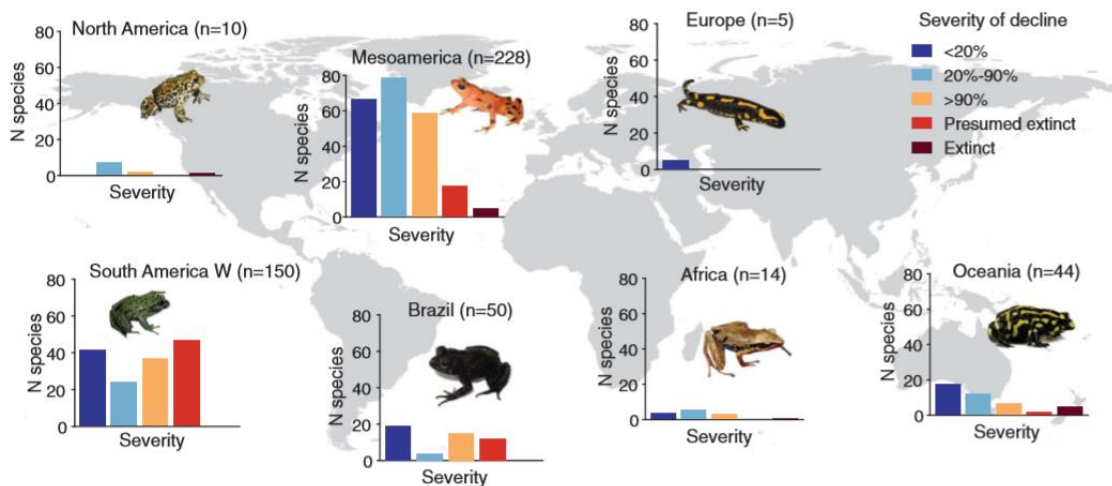 North America (n=10)
80
60
40
20
0
N species
Severity
Mesoamerica (n=228)
80
60
40
20
0
N species
Severity
Europe (n=5)
80
60
40
20
0
N species
Severity
Severity of decline
<20%
20%-90%
>90%
Presumed extinct
Extinct
South America W (n=150)
80
60
40
20
0
N species
Severity
Brazil (n=50)
80
60
40
20
0
N species
Severity
Africa (n=14)
80
60
40
20
0
N species
Severity
Oceania (n=44)
80
60
40
20
0
N species
Severity